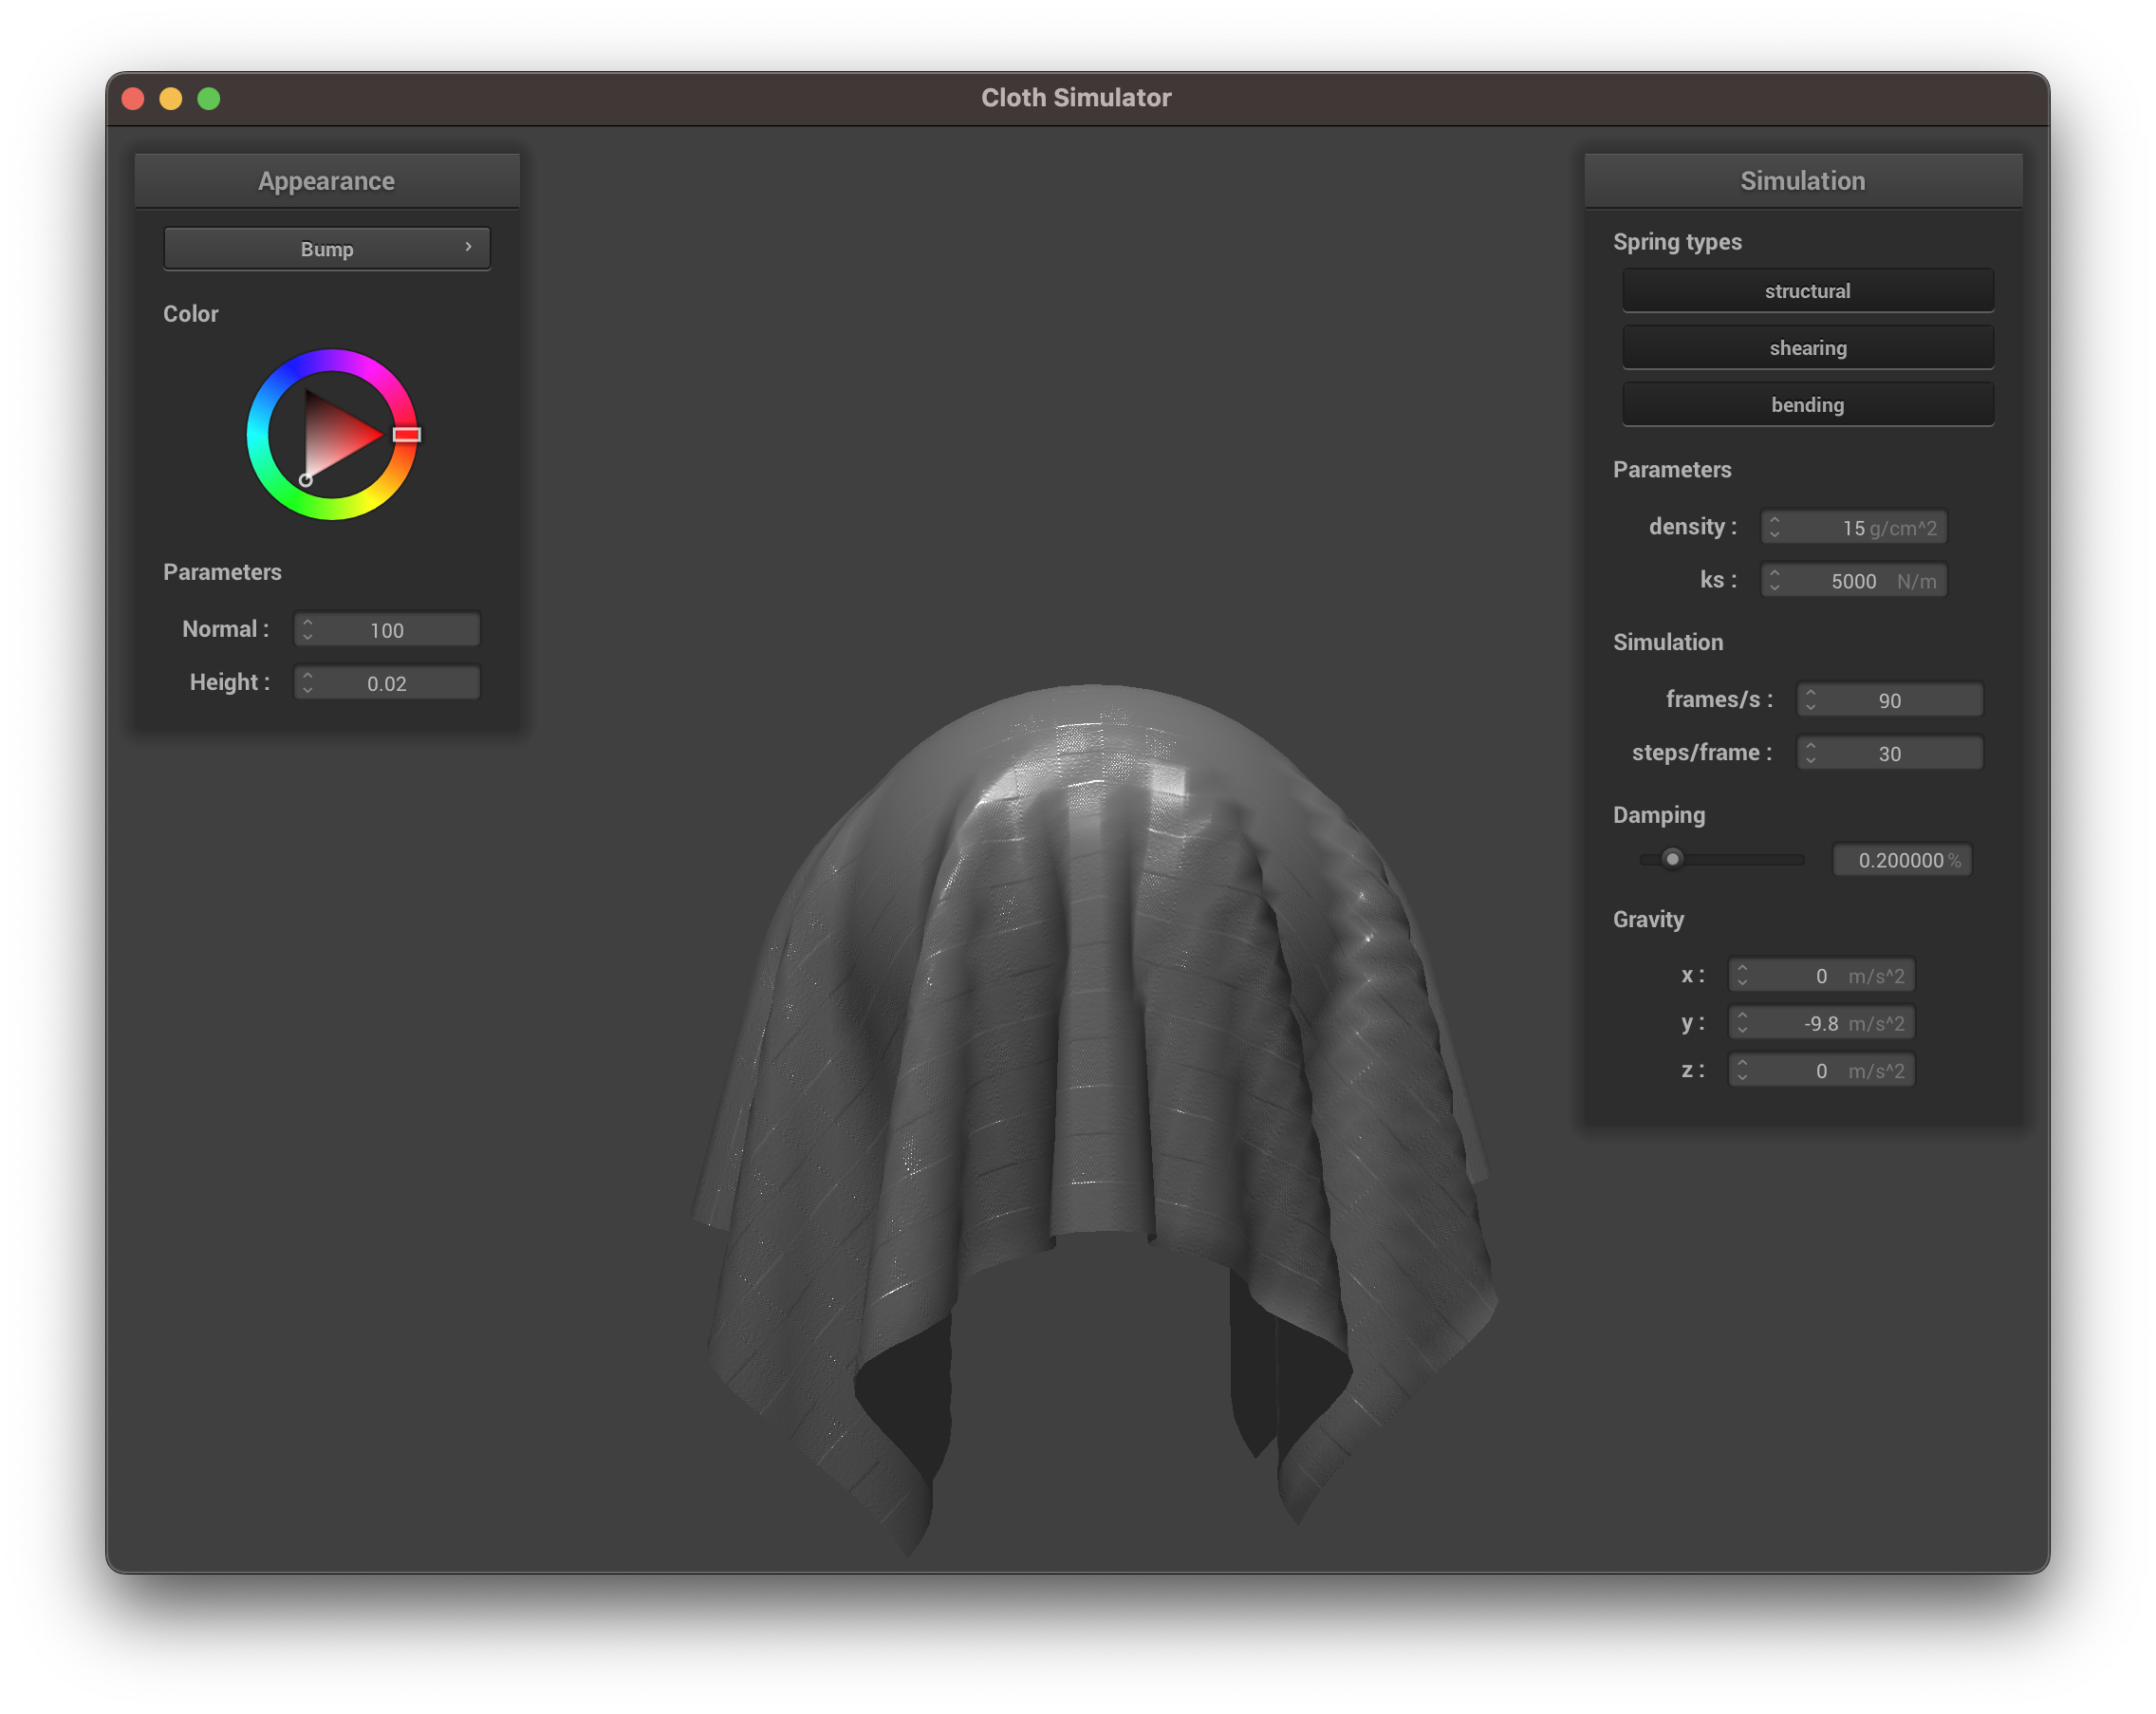 Cloth Simulator
Appearance
Bump
Color
Parameters
Normal : 100
Height : 0.02
Simulation
Spring types
structural
shearing
bending
Parameters
density : 15 g/cm^2
ks : 5000 N/m
Simulation
frames/s : 90
steps/frame : 30
Damping
0.200000 %
Gravity
x : 0 m/s^2
y : -9.8 m/s^2
z : 0 m/s^2